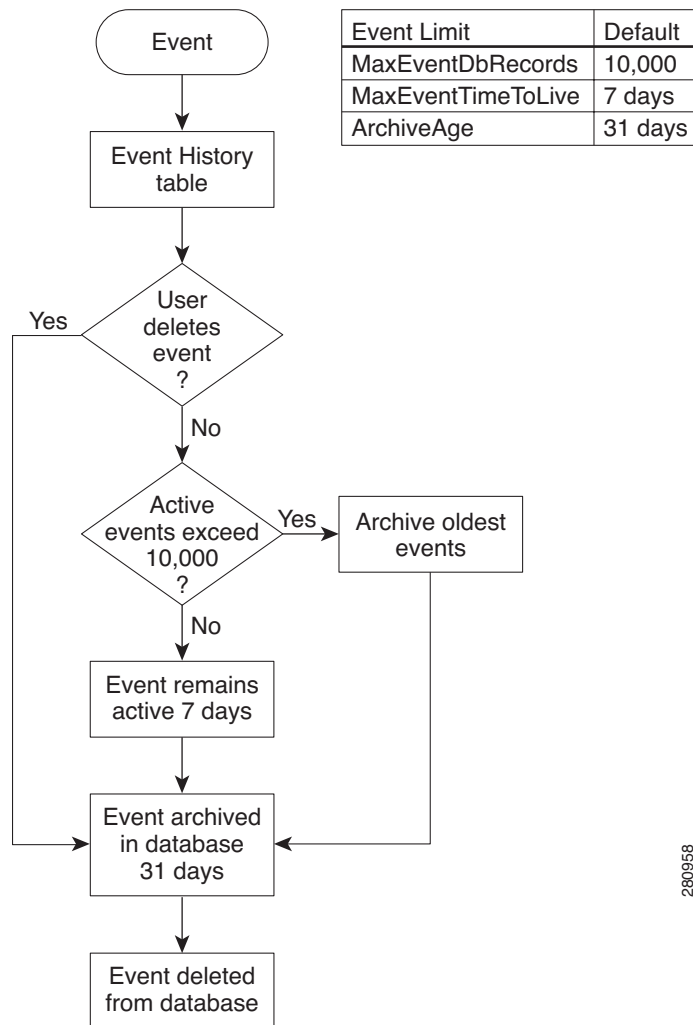 Event
Event Limit Default
MaxEventDbRecords 10,000
MaxEventTimeToLive 7 days
ArchiveAge 31 days
Event History
table
User
deletes
event
?
Yes
No
Active
events exceed
10,000
?
Yes
Archive oldest
events
No
Event remains
active 7 days
Event archived
in database
31 days
Event deleted
from database
280958